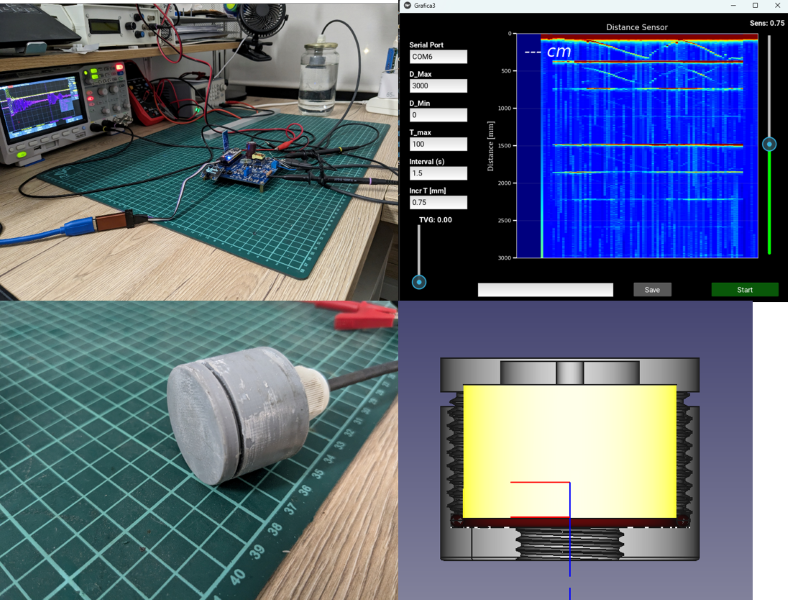 Grafica3
Sens: 0.75
Distance Sensor
Serial Port
COM6
D_Max
3000
D_Min
0
T_max
100
Interval (s)
1.5
Incr T [mm]
0.75
TVG: 0.00
--- cm
Distance [mm]
0
500
1000
1500
2000
2500
3000
Save
Start
33
34
35
36
37
38
39
40